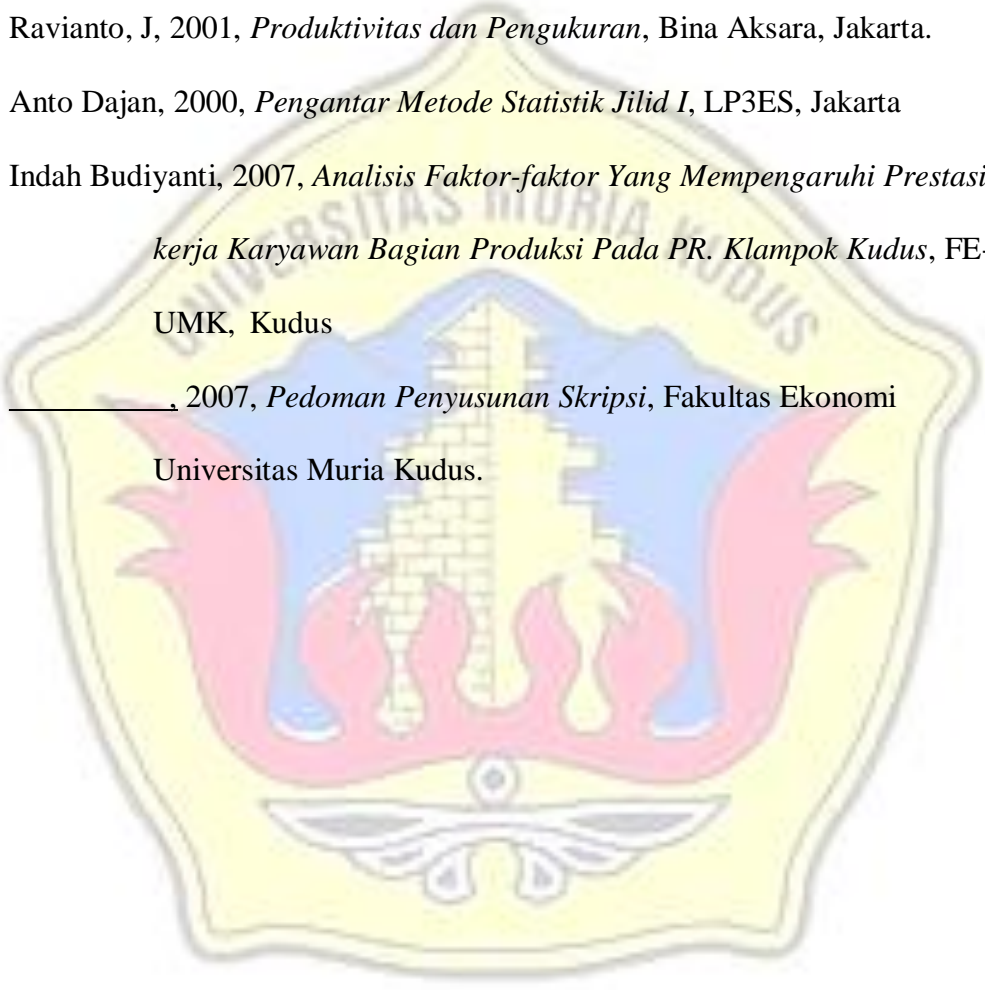 Ravianto, J, 2001, Produktivitas dan Pengukuran, Bina Aksara, Jakarta.
Anto Dajan, 2000, Pengantar Metode Statistik Jilid I, LP3ES, Jakarta
Indah Budiyanti, 2007, Analisis Faktor-faktor Yang Mempengaruhi Prestasi
kerja Karyawan Bagian Produksi Pada PR. Klampok Kudus, FE-
UMK, Kudus
__________, 2007, Pedoman Penyusunan Skripsi, Fakultas Ekonomi
Universitas Muria Kudus.
UNIVERSITAS MURIA KUDUS